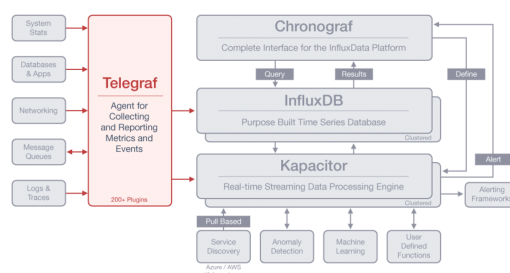 System
Stats
Databases
& Apps
Networking
Message
Queues
Logs &
Traces
Telegraf
Agent for
Collecting
and Reporting
Metrics and
Events
200+ Plugins
Chronograf
Complete Interface for the InfluxData Platform
Query
Results
Define
InfluxDB
Purpose Built Time Series Database
Clustered
Kapacitor
Real-time Streaming Data Processing Engine
Clustered
Alert
Alerting
Frameworks
Pull Based
Service
Discovery
Azure / AWS
Anomaly
Detection
Machine
Learning
User
Defined
Functions